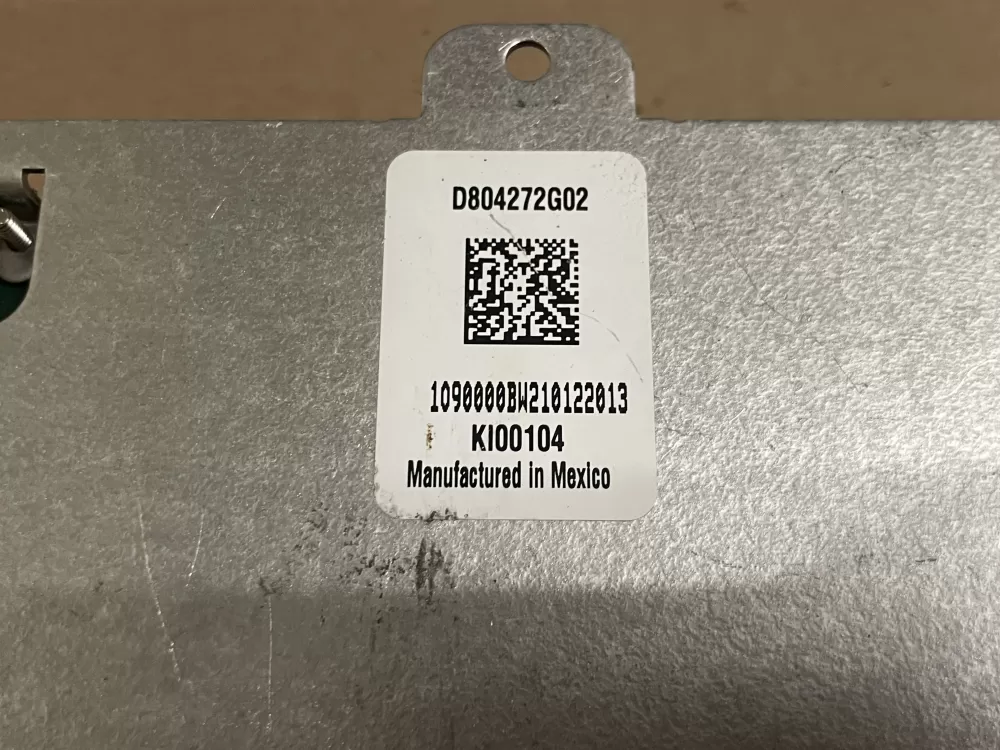 D804272G02
1090000BW210122013
KI00104
Manufactured in Mexico